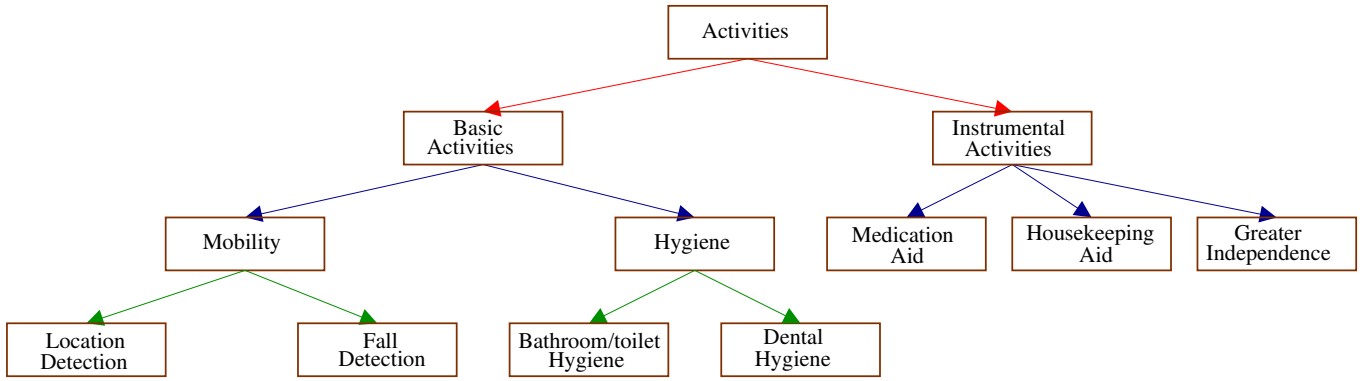 Activities
Basic
Activities
Instrumental
Activities
Mobility
Hygiene
Medication
Aid
Housekeeping
Aid
Greater
Independence
Location
Detection
Fall
Detection
Bathroom/toilet
Hygiene
Dental
Hygiene